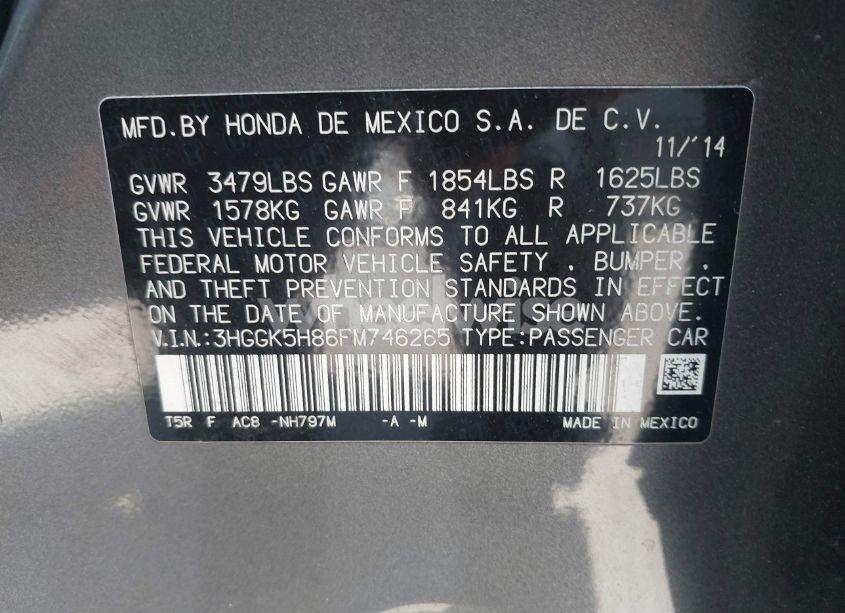 MFD.BY HONDA DE MEXICO S.A. DE C.V.
11/'14
GVWR 3479LBS GAWR F 1854LBS R 1625LBS
GVWR 1578KG GAWR F 841KG R 737KG
THIS VEHICLE CONFORMS TO ALL APPLICABLE
FEDERAL MOTOR VEHICLE SAFETY , BUMPER ,
AND THEFT PREVENTION STANDARDS IN EFFECT
ON THE DATE OF MANUFACTURE SHOWN ABOVE.
V.I.N.:3HGGK5H86FM746265 TYPE:PASSENGER CAR
T5R F AC8 -NH797M -A -M MADE IN MEXICO